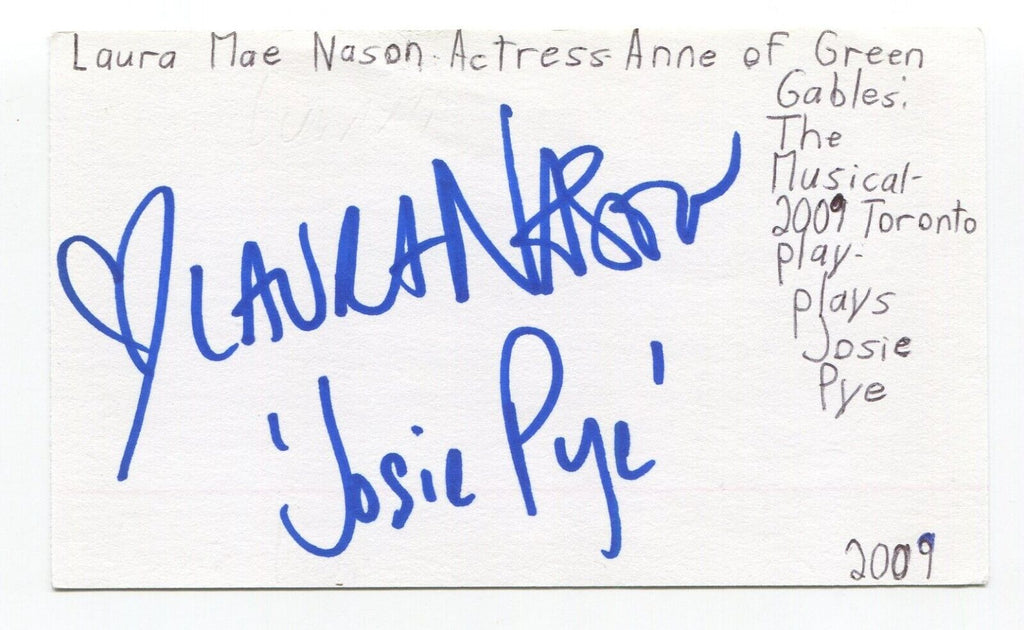 Laura Mae Nason-Actress-Anne of Green
Gables:
The
Musical-
2009 Toronto
play-
plays
Josie
Pye
♡ LAURA NASON
'Josie Pye'
2009